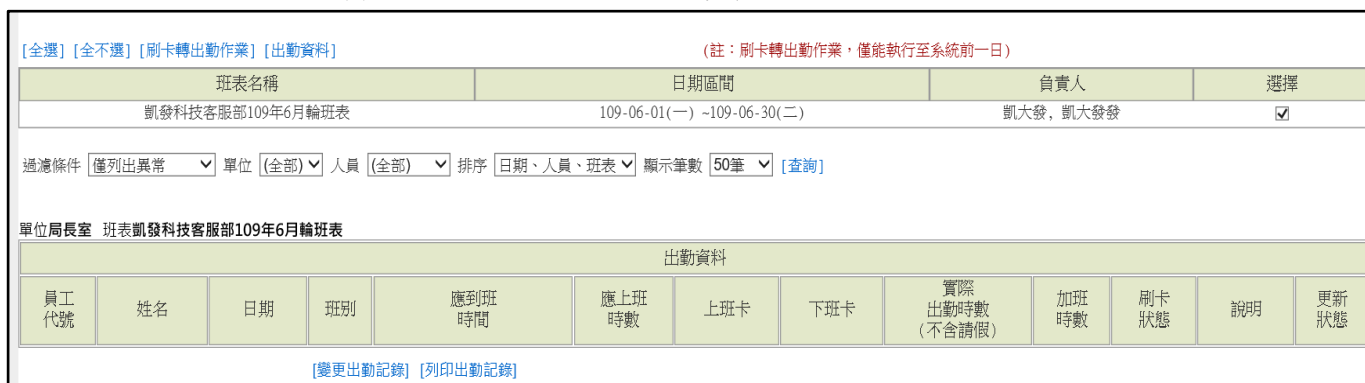 [全選] [全不選] [刷卡轉出勤作業] [出勤資料] (註：刷卡轉出勤作業，僅能執行至系統前一日)
班表名稱 日期區間 負責人 選擇
凱發科技客服部109年6月輪班表 109-06-01(一) ~109-06-30(二) 凱大發, 凱大發發
過濾條件 僅列出異常 單位 (全部) 人員 (全部) 排序 日期、人員、班表 顯示筆數 50筆 [查詢]
單位局長室 班表凱發科技客服部109年6月輪班表
出勤資料
員工代號 姓名 日期 班別 應到班時間 應上班時數 上班卡 下班卡 實際出勤時數(不含請假) 加班時數 刷卡狀態 說明 更新狀態
[變更出勤記錄] [列印出勤記錄]